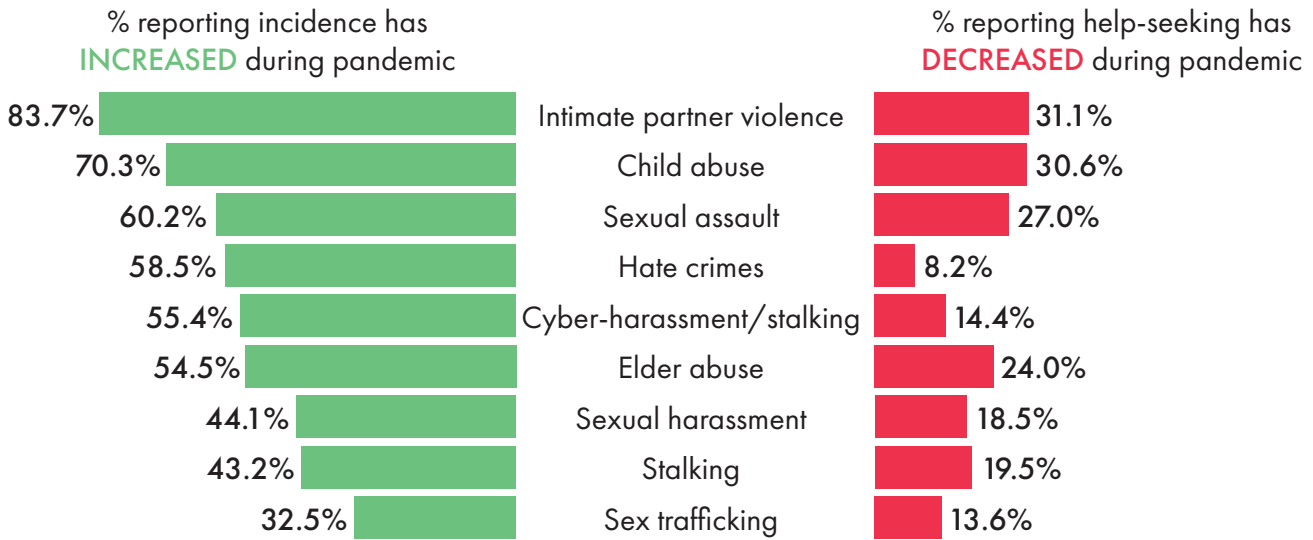 % reporting incidence has
INCREASED during pandemic
% reporting help-seeking has
DECREASED during pandemic
83.7% Intimate partner violence 31.1%
70.3% Child abuse 30.6%
60.2% Sexual assault 27.0%
58.5% Hate crimes 8.2%
55.4% Cyber-harassment/stalking 14.4%
54.5% Elder abuse 24.0%
44.1% Sexual harassment 18.5%
43.2% Stalking 19.5%
32.5% Sex trafficking 13.6%